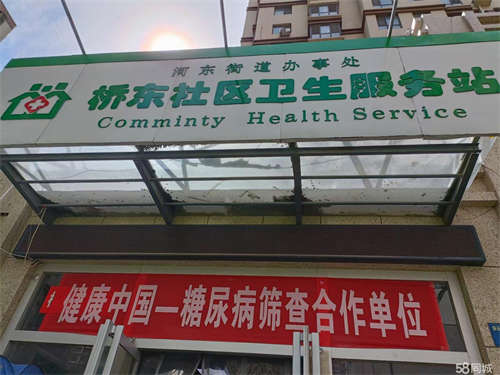 闸东街道办事处
桥东社区卫生服务站
Comminty Health Service
健康中国—糖尿病筛查合作单位
58同城